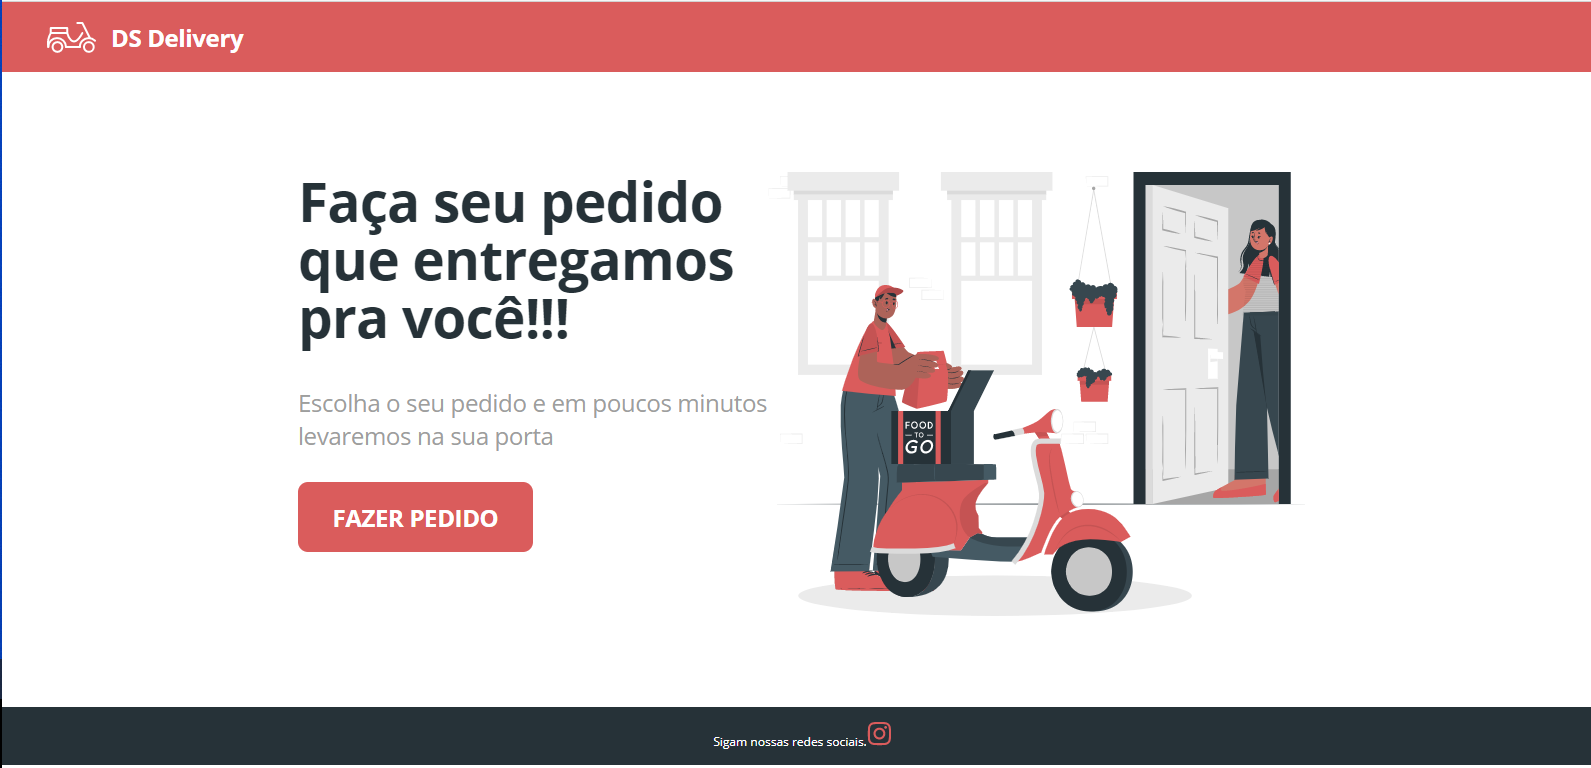 DS Delivery
Faça seu pedido
que entregamos
pra você!!!
Escolha o seu pedido e em poucos minutos
levaremos na sua porta
FAZER PEDIDO
FOOD
TO
GO
Sigam nossas redes sociais.